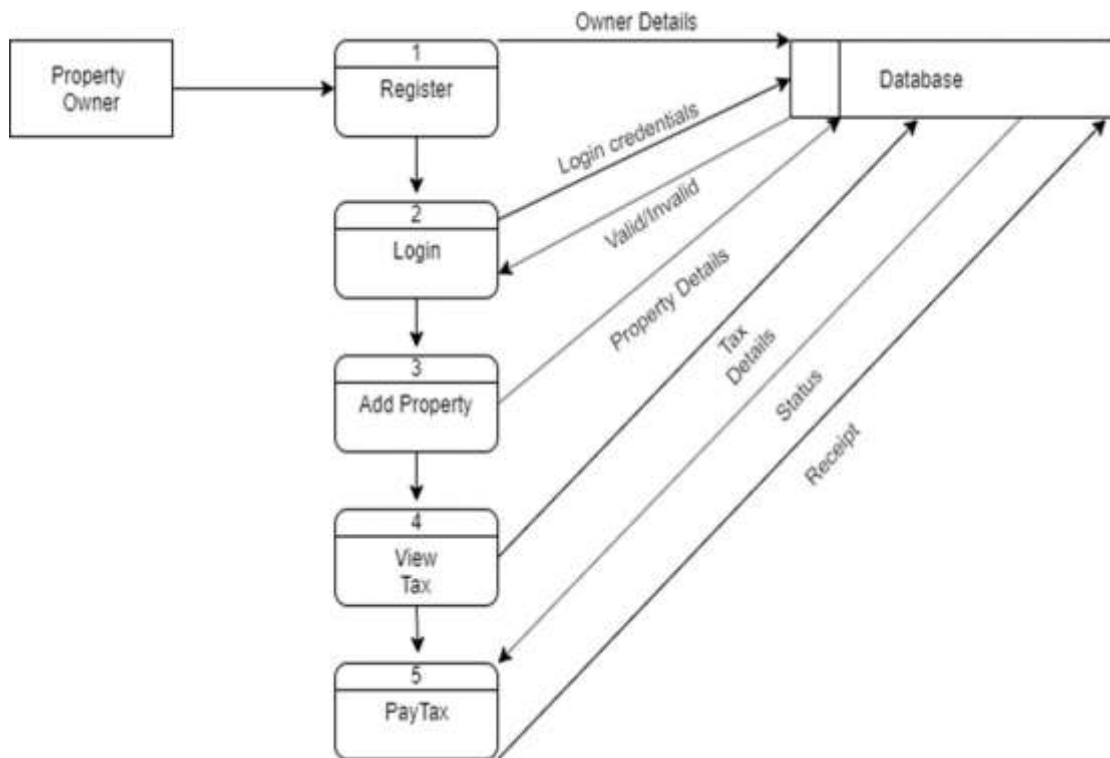 Owner Details
Property
Owner
1
Register
Database
Login credentials
2
Login
Valid/Invalid
Property Details
3
Add Property
Tax
Details
Status
Receipt
4
View
Tax
5
PayTax